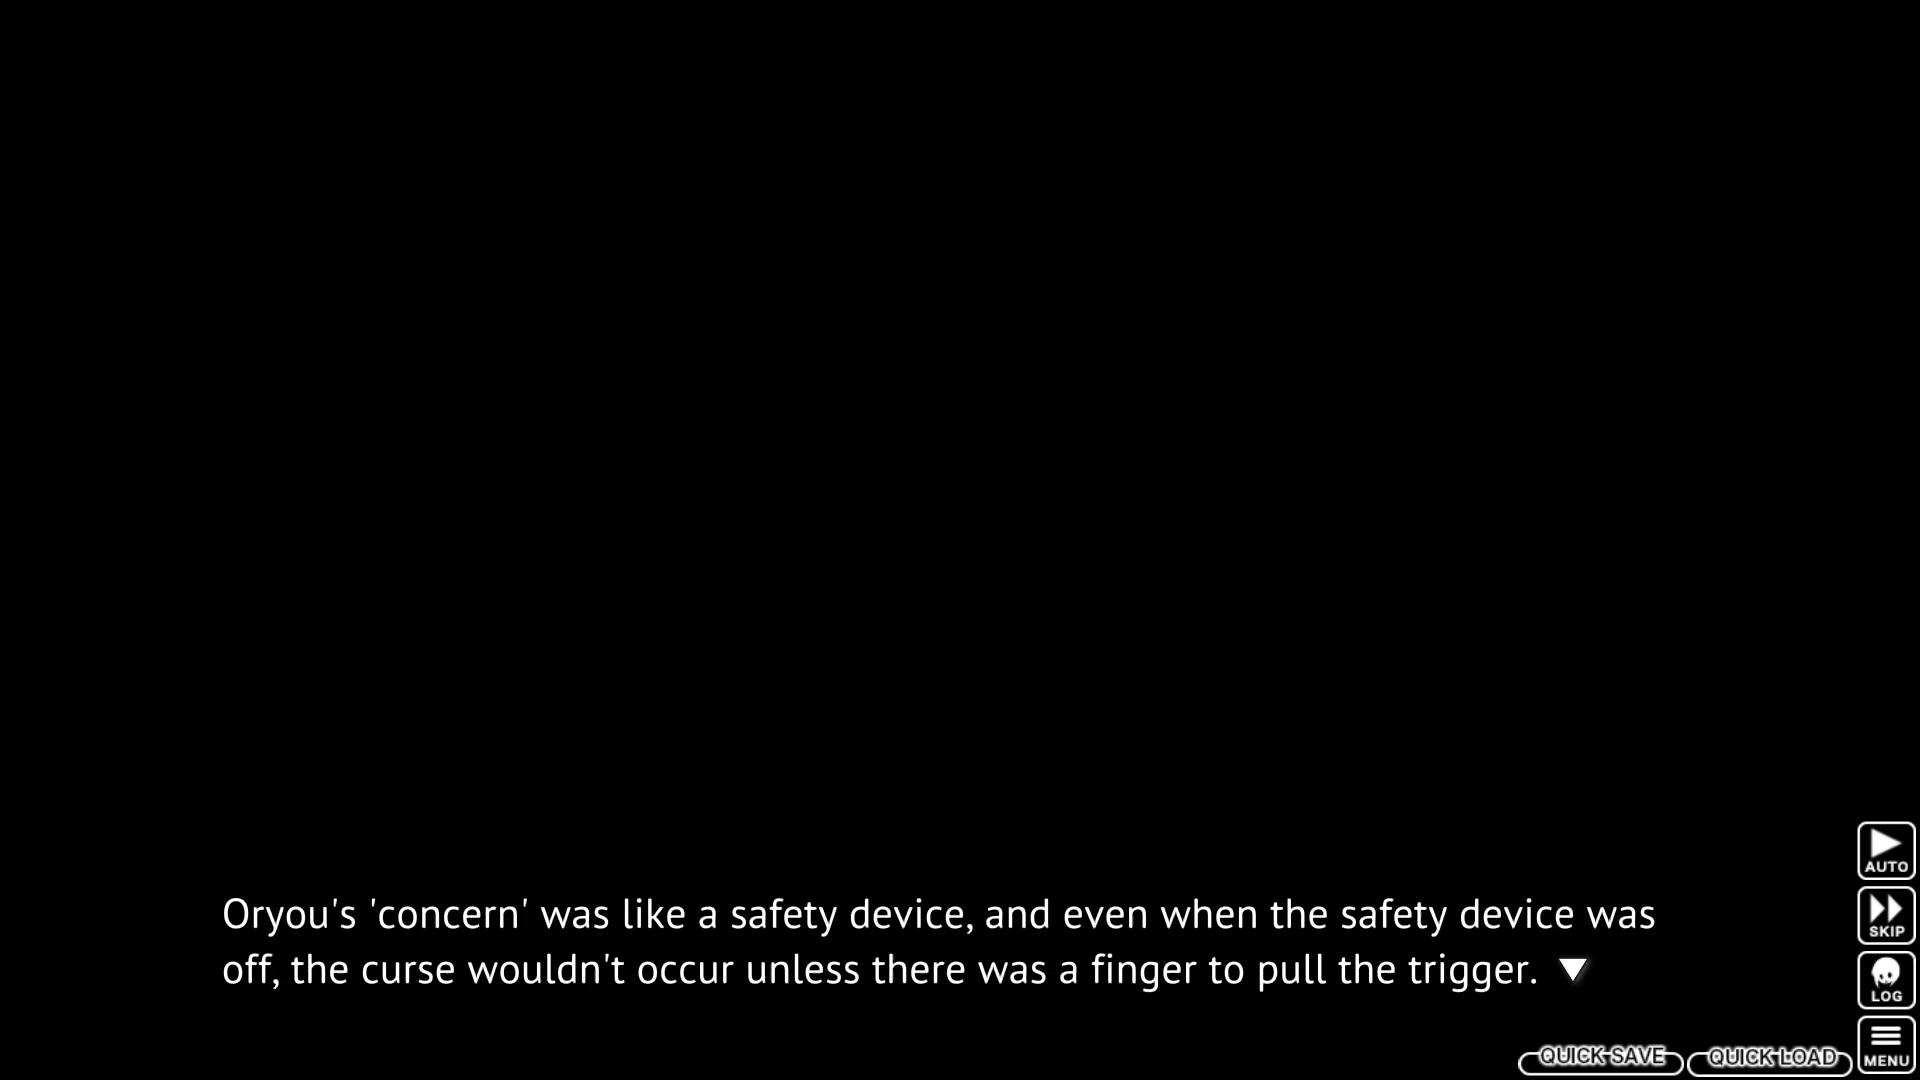 Oryou's 'concern' was like a safety device, and even when the safety device was
off, the curse wouldn't occur unless there was a finger to pull the trigger.
AUTO
SKIP
LOG
MENU
QUICK SAVE
QUICK LOAD